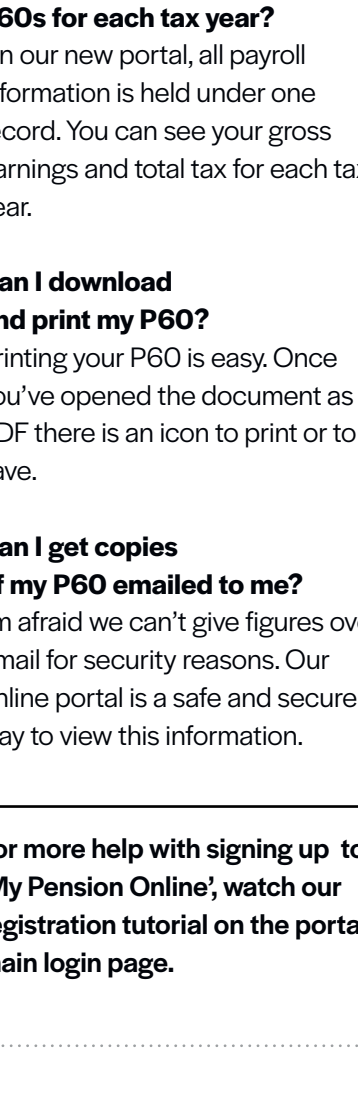 60s for each tax year?
n our new portal, all payroll
formation is held under one
ecord. You can see your gross
arnings and total tax for each tax
ear.
an I download
nd print my P60?
rinting your P60 is easy. Once
ou’ve opened the document as
DF there is an icon to print or to
ave.
an I get copies
f my P60 emailed to me?
m afraid we can’t give figures ov
mail for security reasons. Our
nline portal is a safe and secure
ay to view this information.
or more help with signing up  to
My Pension Online’, watch our
egistration tutorial on the porta
ain login page.